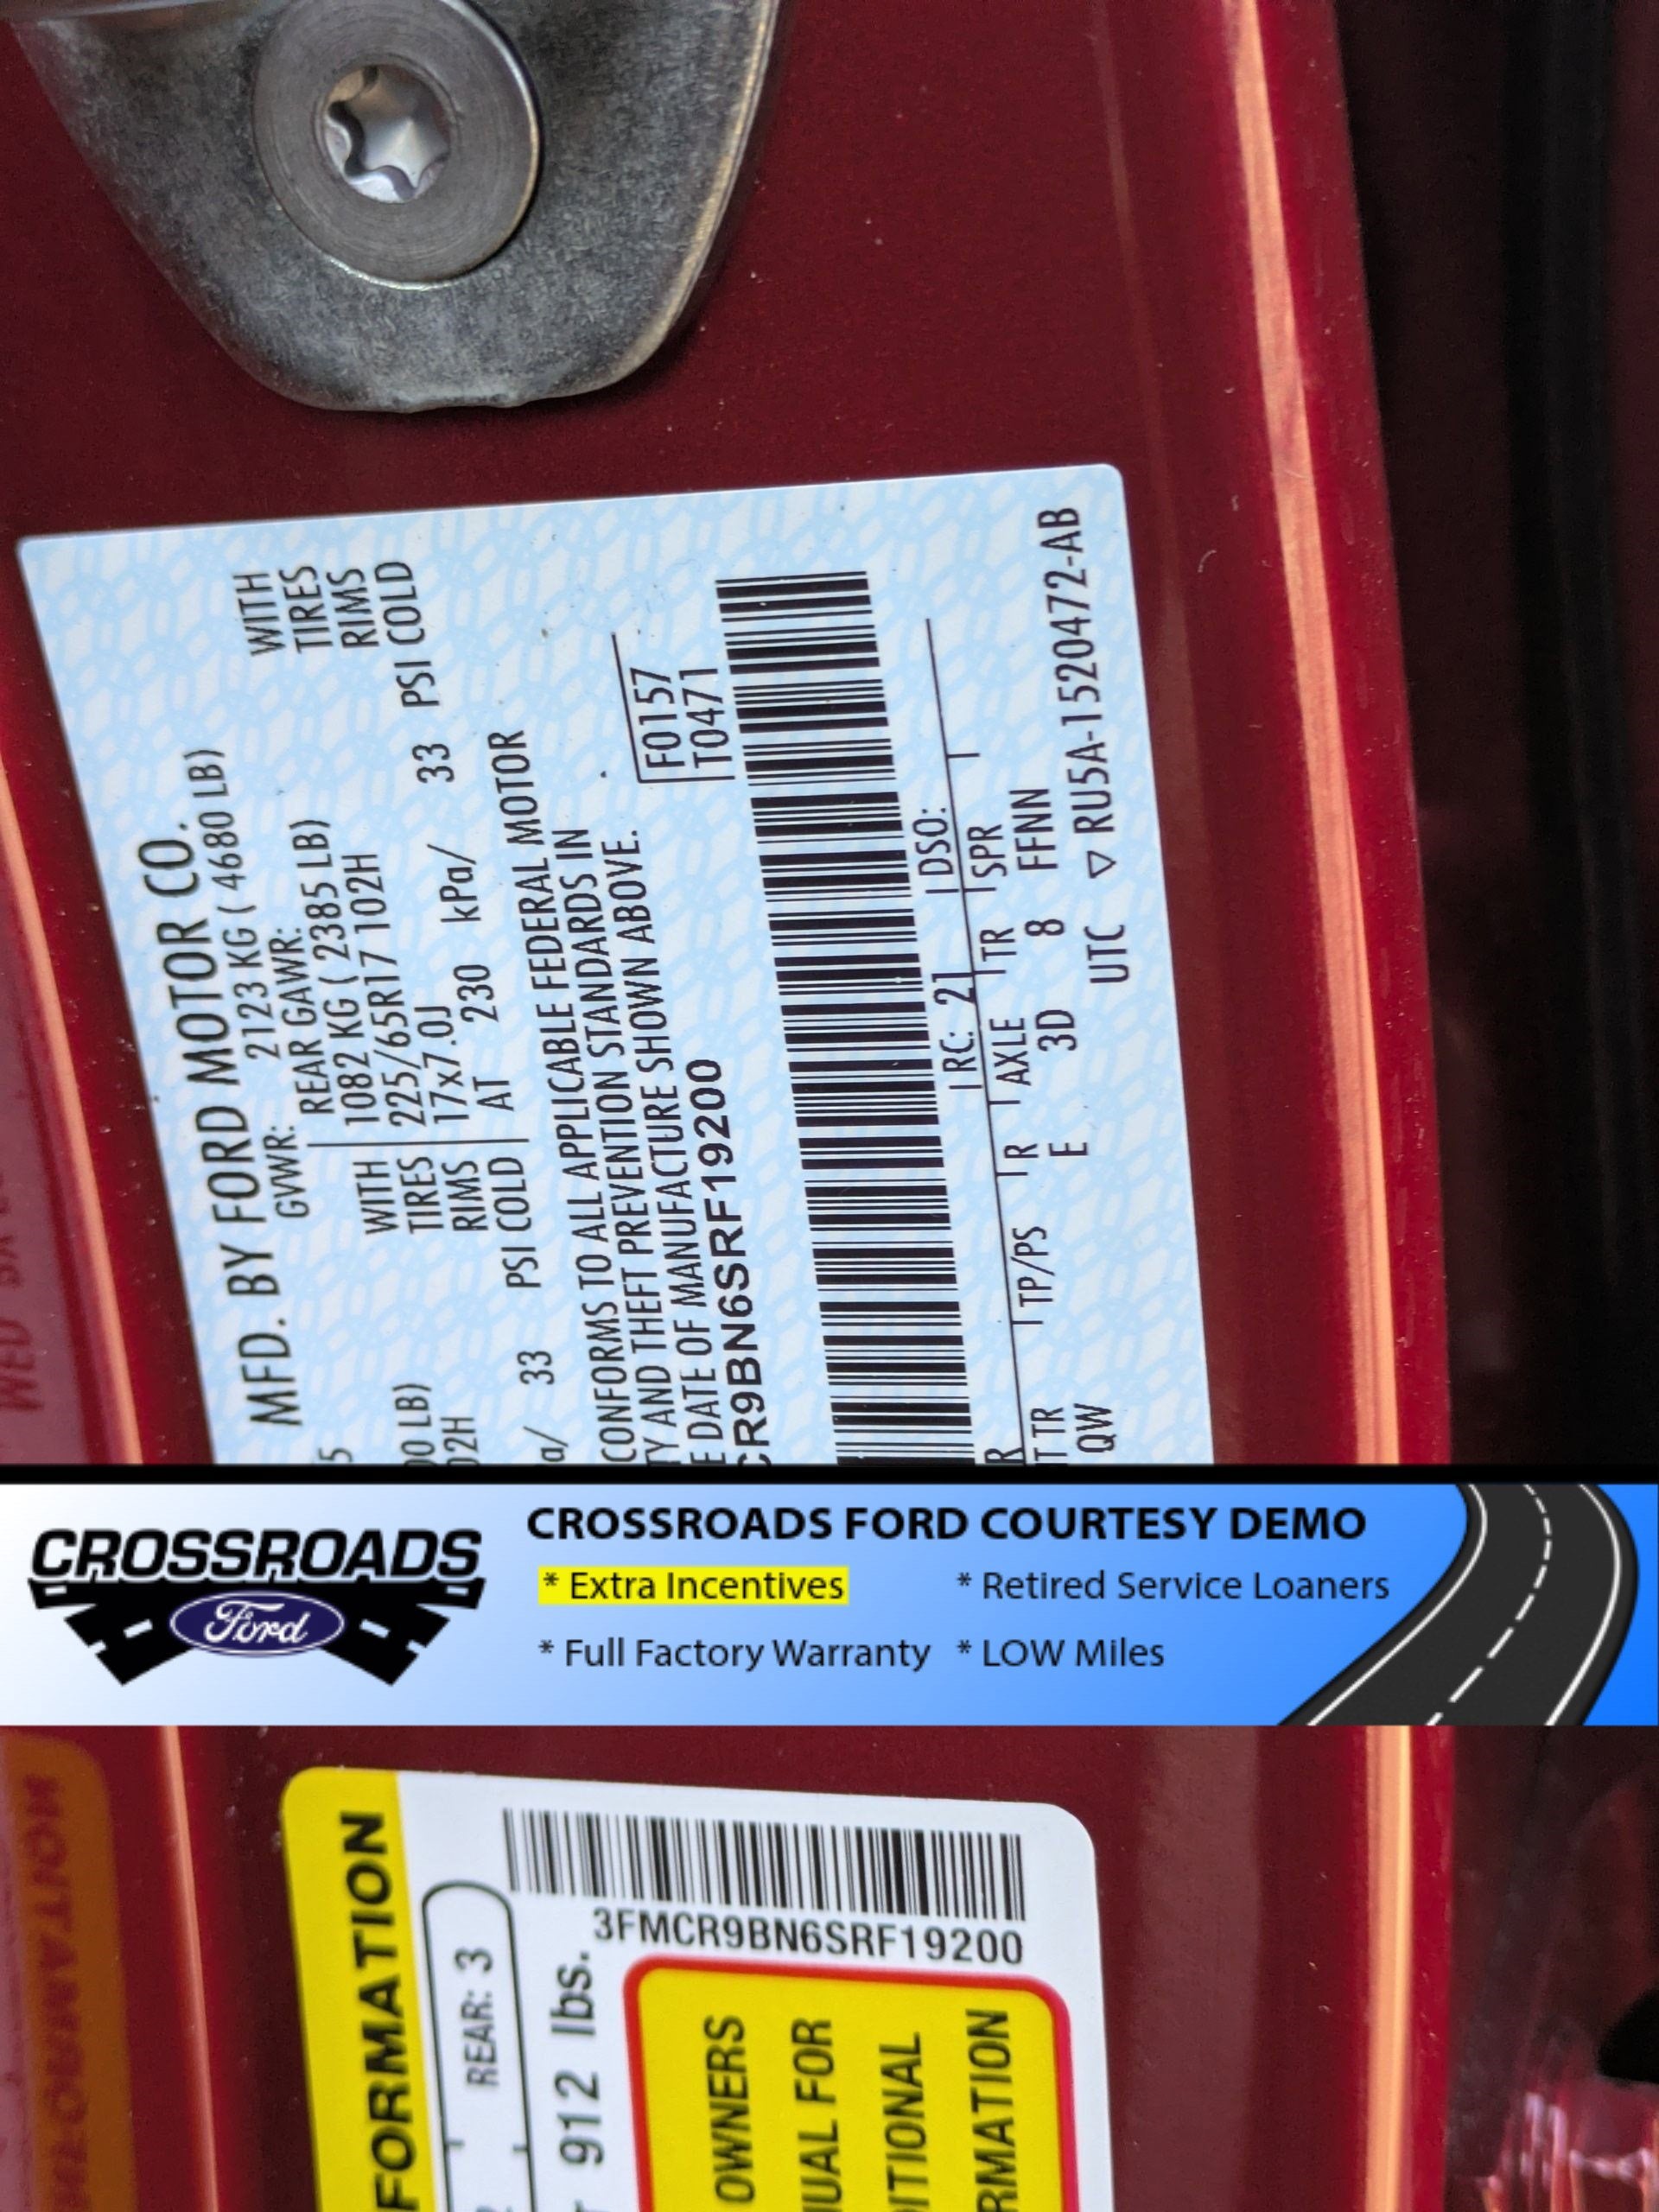 MFD. BY FORD MOTOR CO.
5
GVWR: 2123 KG ( 4680 LB)
REAR GAWR:
00 LB) WITH 1082 KG ( 2385 LB) WITH
02H TIRES 225/65R17 102H TIRES
RIMS 17x7.0J RIMS
a/ 33 PSI COLD AT 230 kPa/ 33 PSI COLD
CONFORMS TO ALL APPLICABLE FEDERAL MOTOR
TY AND THEFT PREVENTION STANDARDS IN
E DATE OF MANUFACTURE SHOWN ABOVE.
CR9BN6SRF19200
F0157
T0471
R RC: 21 DSO:
T TR TP/PS R AXLE TR SPR
QW E 3D 8 FFNN
UTC ▽ RU5A-1520472-AB
CROSSROADS
Ford
CROSSROADS FORD COURTESY DEMO
* Extra Incentives * Retired Service Loaners
* Full Factory Warranty * LOW Miles
FORMATION
REAR: 3
912 lbs.
3FMCR9BN6SRF19200
OWNERS
UAL FOR
ITIONAL
RMATION